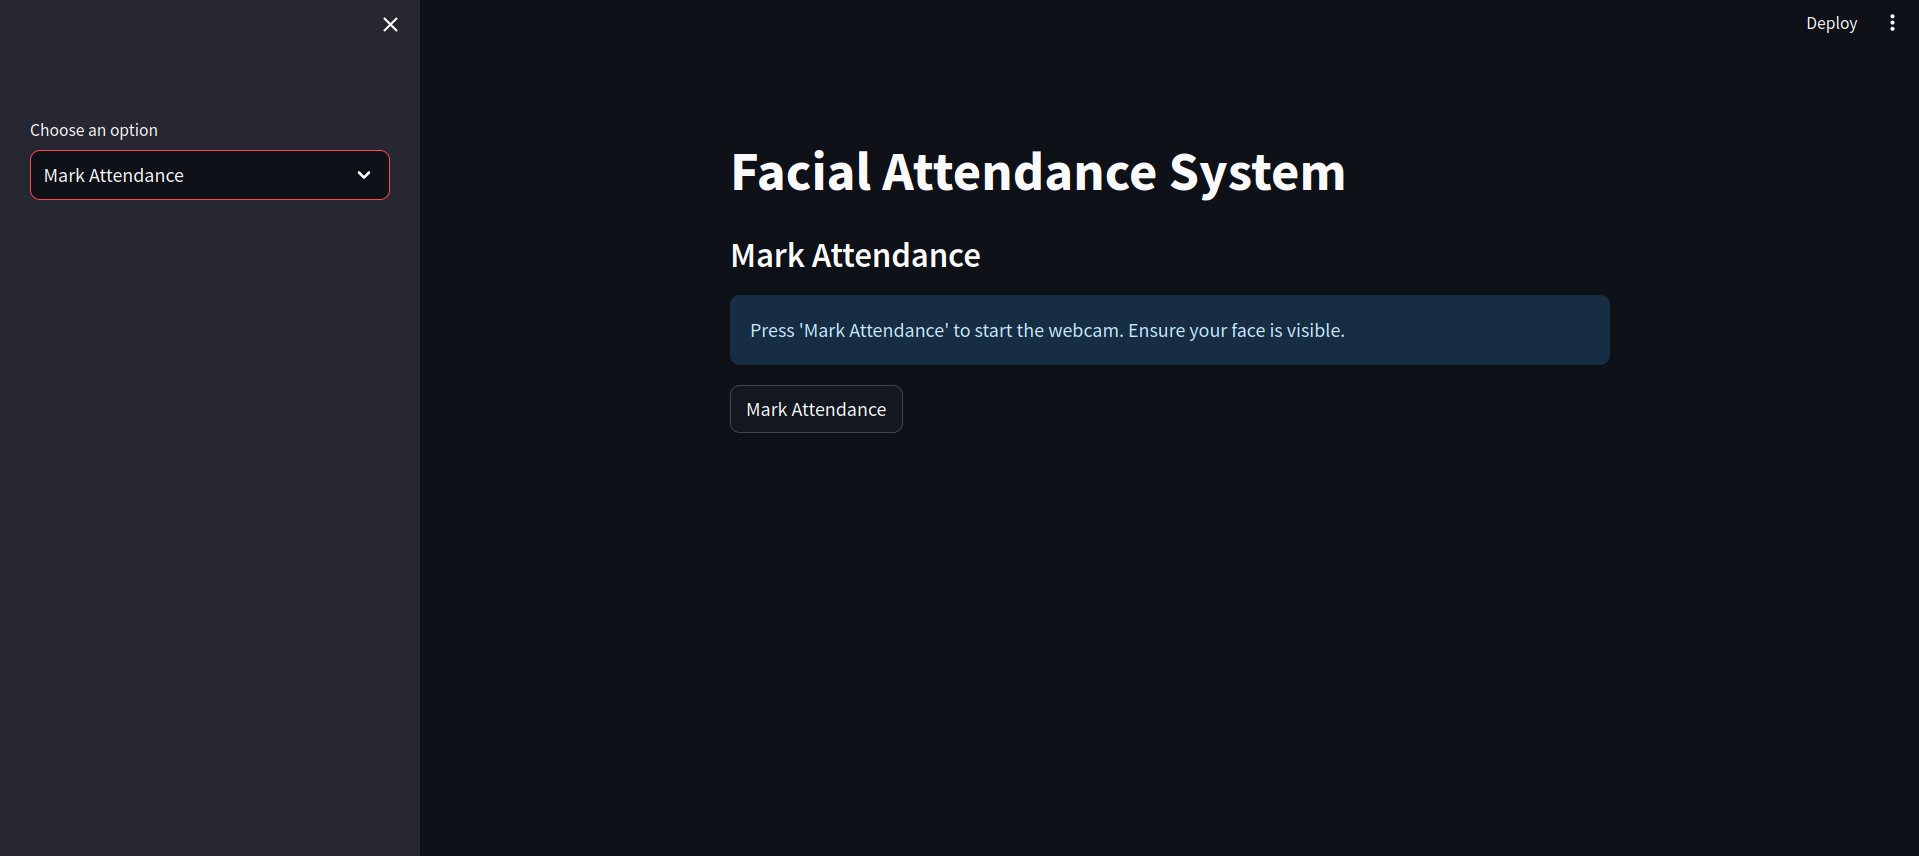 Deploy
Choose an option
Mark Attendance
Facial Attendance System
Mark Attendance
Press 'Mark Attendance' to start the webcam. Ensure your face is visible.
Mark Attendance